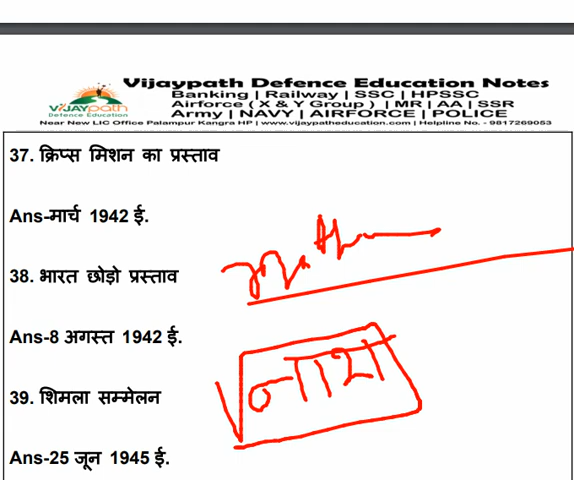 Vijaypath Defence Education Notes
Banking | Railway | SSC | HPSSC
Airforce ( X & Y Group ) | MR | AA | SSR
Army | NAVY | AIRFORCE | POLICE
VIJAYpath
Defence Education
Near New LIC Office Palampur Kangra HP | www.vijaypatheducation.com | Helpline No. - 9817269053
37. क्रिप्स मिशन का प्रस्ताव
Ans-मार्च 1942 ई.
38. भारत छोड़ो प्रस्ताव
Ans-8 अगस्त 1942 ई.
39. शिमला सम्मेलन
Ans-25 जून 1945 ई.